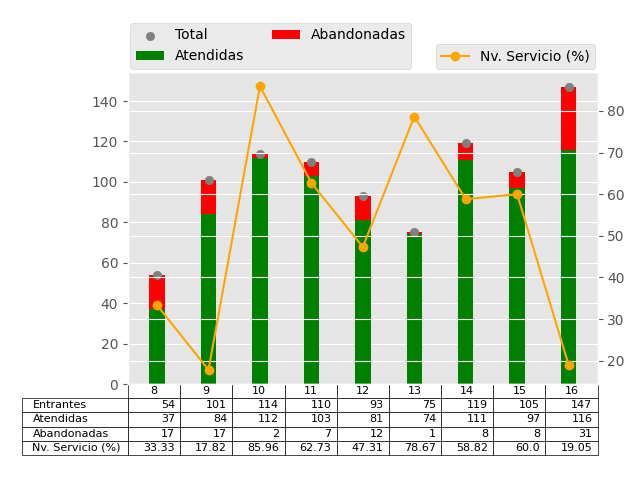 Total Abandonadas
Atendidas
Nv. Servicio (%)
140
120
100
80
60
40
20
0
80
70
60
50
40
30
20
8 9 10 11 12 13 14 15 16
Entrantes 54 101 114 110 93 75 119 105 147
Atendidas 37 84 112 103 81 74 111 97 116
Abandonadas 17 17 2 7 12 1 8 8 31
Nv. Servicio (%) 33.33 17.82 85.96 62.73 47.31 78.67 58.82 60.0 19.05